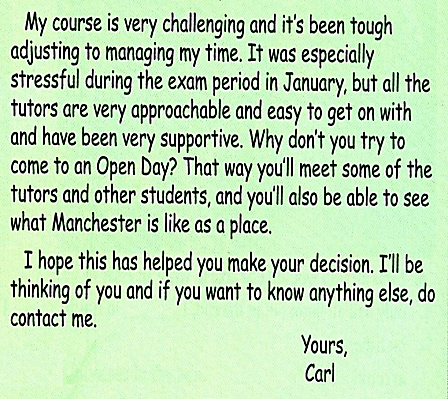 My course is very challenging and it's been tough
adjusting to managing my time. It was especially
stressful during the exam period in January, but all the
tutors are very approachable and easy to get on with
and have been very supportive. Why don't you try to
come to an Open Day? That way you'll meet some of the
tutors and other students, and you'll also be able to see
what Manchester is like as a place.
I hope this has helped you make your decision. I'll be
thinking of you and if you want to know anything else, do
contact me.
Yours,
Carl